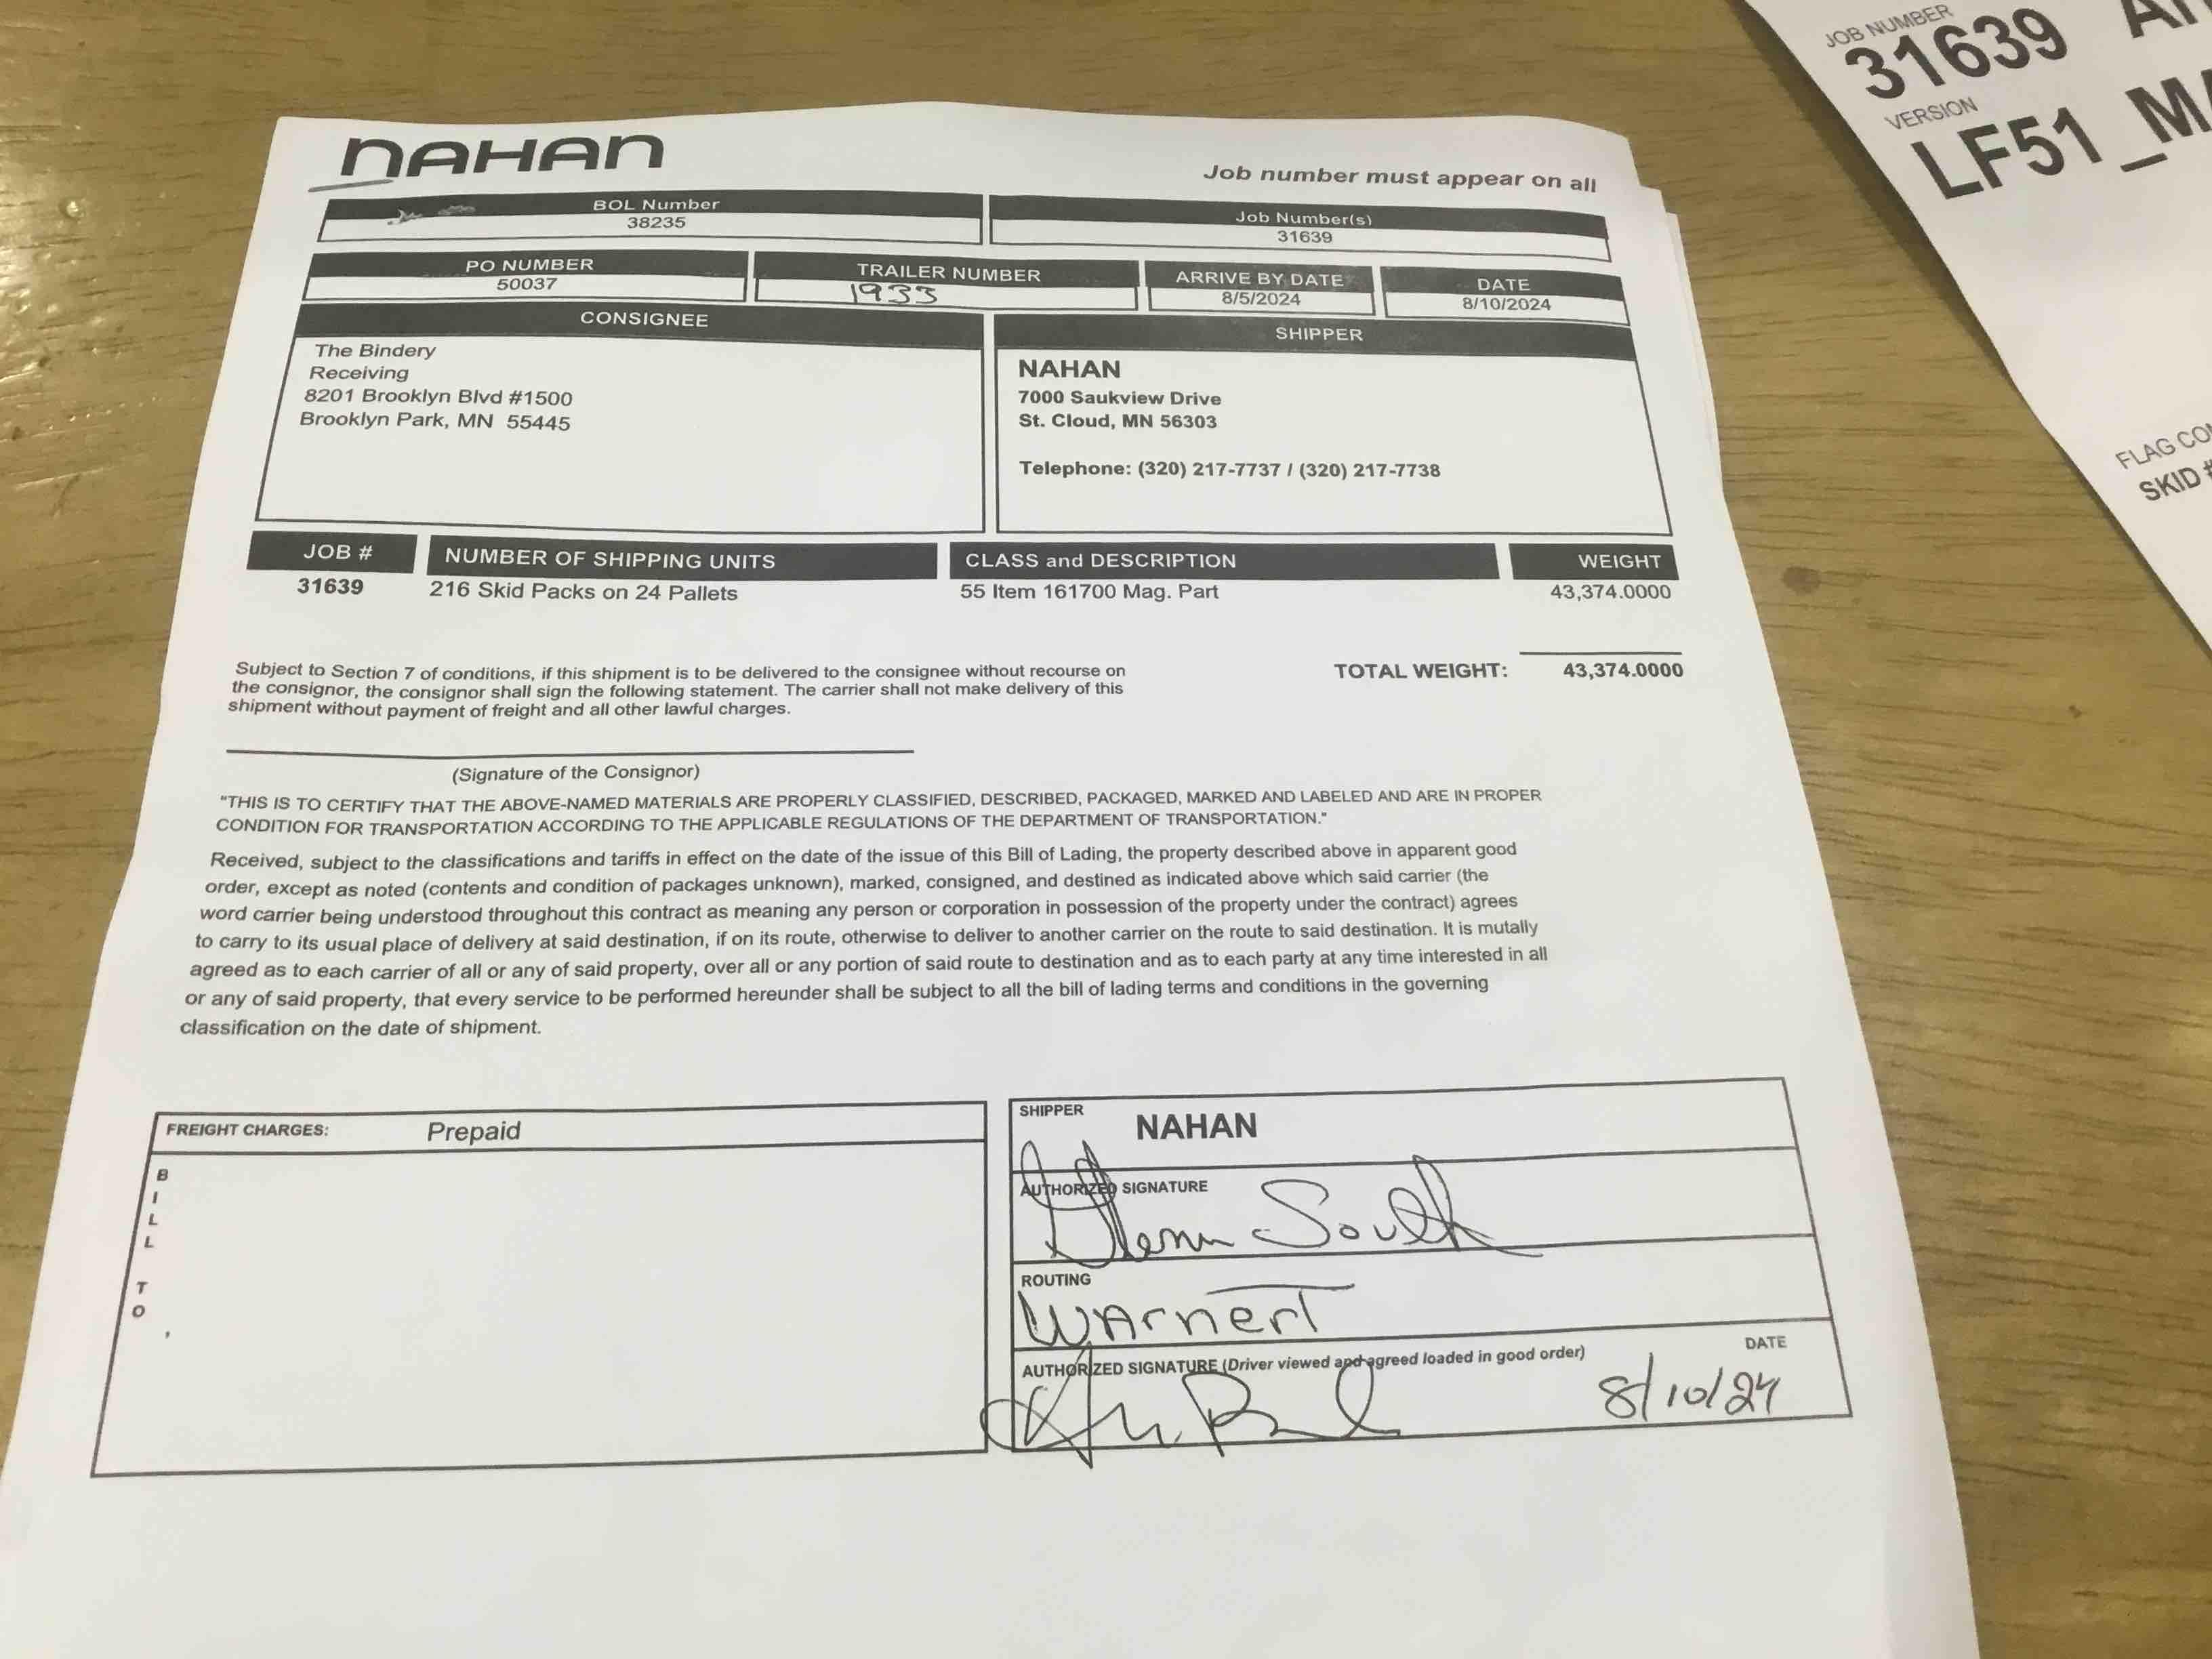 NAHAN
Job number must appear on all
BOL Number
38235
Job Number(s)
31639
PO NUMBER
50037
TRAILER NUMBER
1933
ARRIVE BY DATE
8/5/2024
DATE
8/10/2024
CONSIGNEE
The Bindery
Receiving
8201 Brooklyn Blvd #1500
Brooklyn Park, MN 55445
SHIPPER
NAHAN
7000 Saukview Drive
St. Cloud, MN 56303
Telephone: (320) 217-7737 / (320) 217-7738
JOB # NUMBER OF SHIPPING UNITS CLASS and DESCRIPTION WEIGHT
31639 216 Skid Packs on 24 Pallets 55 Item 161700 Mag. Part 43,374.0000
Subject to Section 7 of conditions, if this shipment is to be delivered to the consignee without recourse on
the consignor, the consignor shall sign the following statement. The carrier shall not make delivery of this
shipment without payment of freight and all other lawful charges.
TOTAL WEIGHT: 43,374.0000
(Signature of the Consignor)
"THIS IS TO CERTIFY THAT THE ABOVE-NAMED MATERIALS ARE PROPERLY CLASSIFIED, DESCRIBED, PACKAGED, MARKED AND LABELED AND ARE IN PROPER
CONDITION FOR TRANSPORTATION ACCORDING TO THE APPLICABLE REGULATIONS OF THE DEPARTMENT OF TRANSPORTATION."
Received, subject to the classifications and tariffs in effect on the date of the issue of this Bill of Lading, the property described above in apparent good
order, except as noted (contents and condition of packages unknown), marked, consigned, and destined as indicated above which said carrier (the
word carrier being understood throughout this contract as meaning any person or corporation in possession of the property under the contract) agrees
to carry to its usual place of delivery at said destination, if on its route, otherwise to deliver to another carrier on the route to said destination. It is mutally
agreed as to each carrier of all or any of said property, over all or any portion of said route to destination and as to each party at any time interested in all
or any of said property, that every service to be performed hereunder shall be subject to all the bill of lading terms and conditions in the governing
classification on the date of shipment.
FREIGHT CHARGES: Prepaid
BILL TO
SHIPPER NAHAN
AUTHORIZED SIGNATURE
Glenn South
ROUTING
Warnert
AUTHORIZED SIGNATURE (Driver viewed and agreed loaded in good order)
DATE
8/10/24
JOB NUMBER
31639
VERSION
LF51_M
SKID #